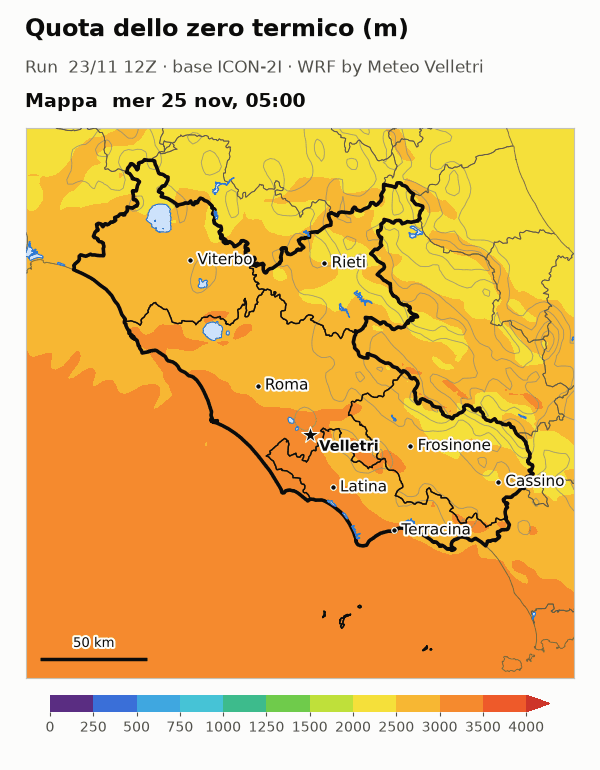 Quota dello zero termico (m)
Run  23/11 12Z · base ICON-2I · WRF by Meteo Velletri
Mappa  mer 25 nov, 05:00
Viterbo
Rieti
Roma
Velletri
Frosinone
Cassino
Latina
Terracina
50 km
0 250 500 750 1000 1250 1500 2000 2500 3000 3500 4000